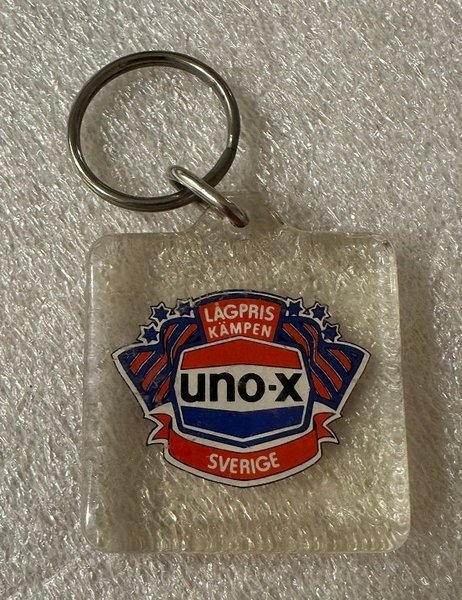 LÅGPRIS
KÄMPEN
uno-x
SVERIGE